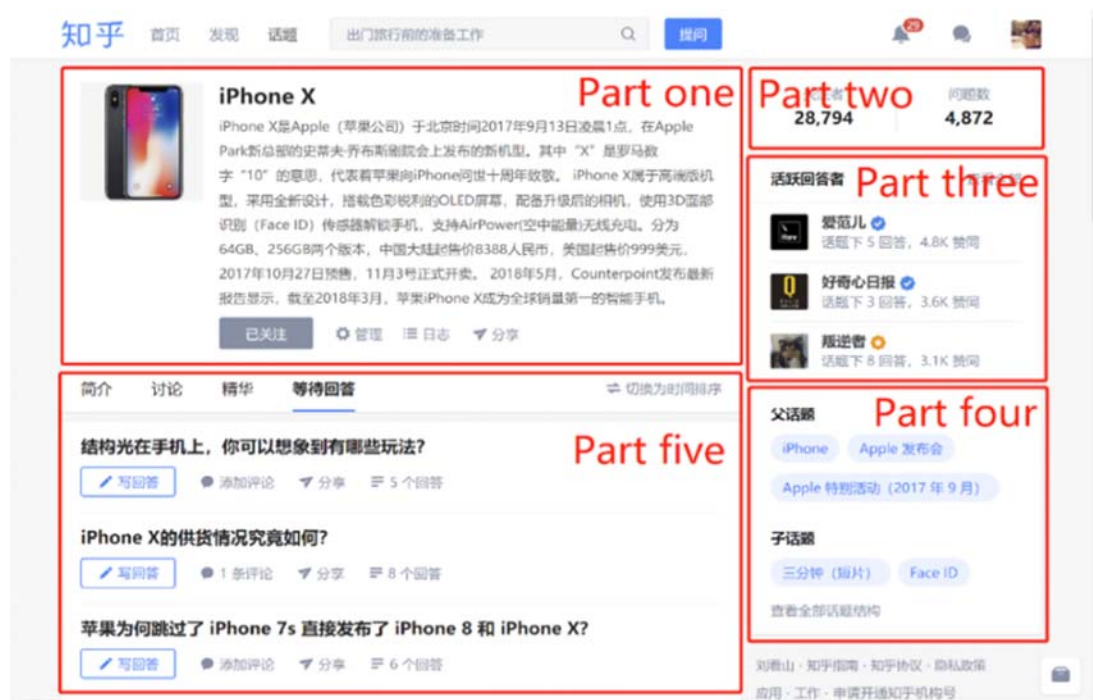 知乎 首页 发现 话题 出门旅行前的准备工作 提问 29
Part one
iPhone X
iPhone X是Apple（苹果公司）于北京时间2017年9月13日凌晨1点，在Apple
Park新总部的史蒂夫·乔布斯剧院会上发布的新机型。其中“X”是罗马数
字“10”的意思，代表着苹果向iPhone问世十周年致敬。 iPhone X属于高端版机
型，采用全新设计，搭载色彩锐利的OLED屏幕，配备升级后的相机，使用3D面部
识别（Face ID）传感器解锁手机，支持AirPower(空中能量)无线充电。分为
64GB、256GB两个版本，中国大陆起售价8388人民币，美国起售价999美元，
2017年10月27日预售，11月3号正式开卖。 2018年5月，Counterpoint发布最新
报告显示，截至2018年3月，苹果iPhone X成为全球销量第一的智能手机。
已关注 管理 日志 分享
Part two
问题数
28,794 4,872
活跃回答者 Part three
爱范儿
话题下 5 回答，4.8K 赞同
好奇心日报
话题下 3 回答，3.6K 赞同
叛逆者
话题下 8 回答，3.1K 赞同
父话题 Part four
iPhone Apple 发布会
Apple 特别活动（2017 年 9 月）
子话题
三分钟（短片） Face ID
查看全部话题结构
简介 讨论 精华 等待回答 切换为时间排序
Part five
结构光在手机上，你可以想象到有哪些玩法?
写回答 添加评论 分享 5 个回答
iPhone X的供货情况究竟如何?
写回答 1 条评论 分享 8 个回答
苹果为何跳过了 iPhone 7s 直接发布了 iPhone 8 和 iPhone X?
写回答 添加评论 分享 6 个回答
刘看山 · 知乎指南 · 知乎协议 · 隐私政策
应用 · 工作 · 申请开通知乎机构号